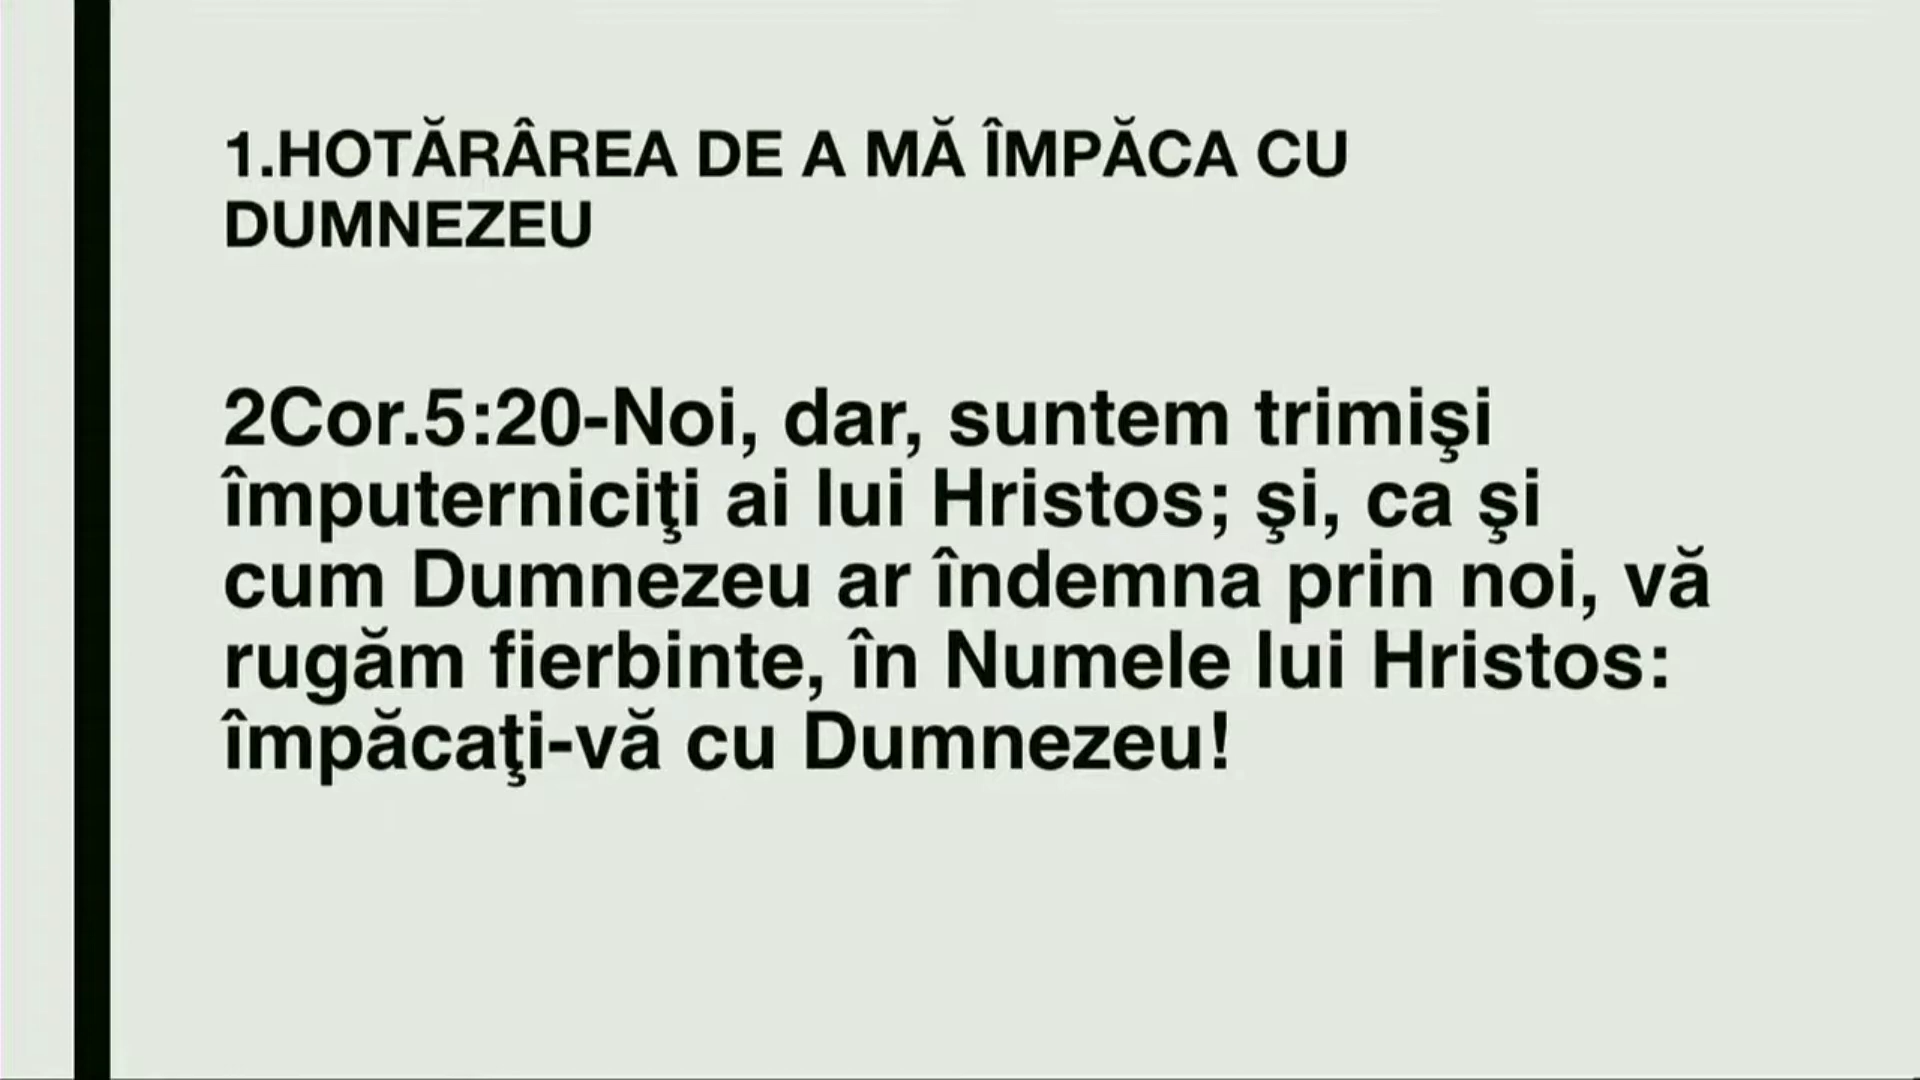 1.HOTĂRÂREA DE A MĂ ÎMPĂCA CU
DUMNEZEU
2Cor.5:20-Noi, dar, suntem trimişi
împuterniciţi ai lui Hristos; şi, ca şi
cum Dumnezeu ar îndemna prin noi, vă
rugăm fierbinte, în Numele lui Hristos:
împăcaţi-vă cu Dumnezeu!